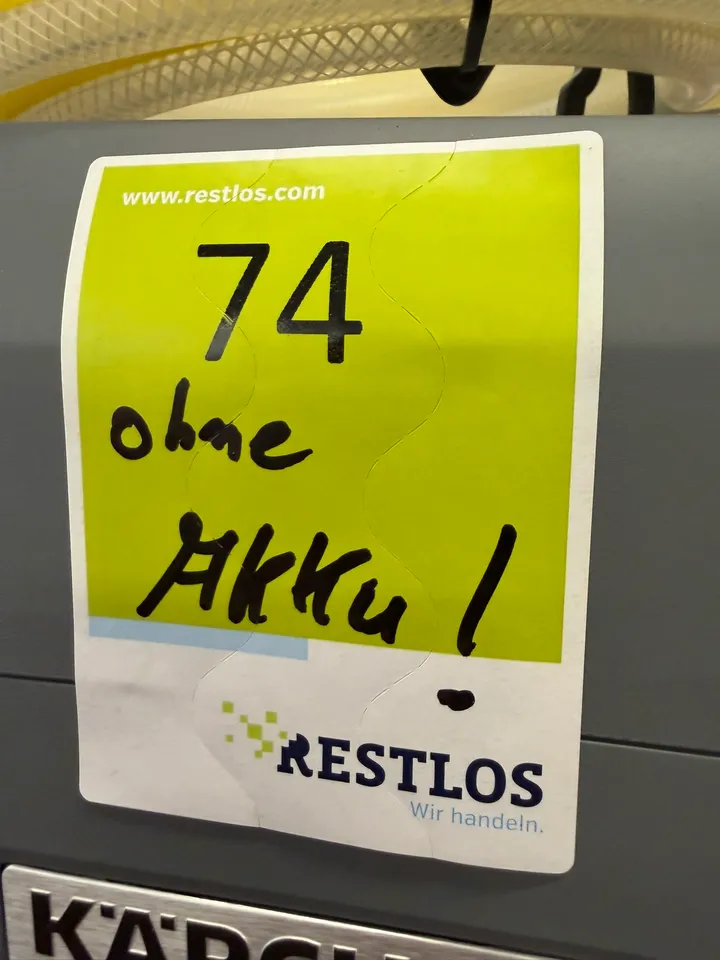 www.restlos.com
74
ohne
Akku!
RESTLOS
Wir handeln.